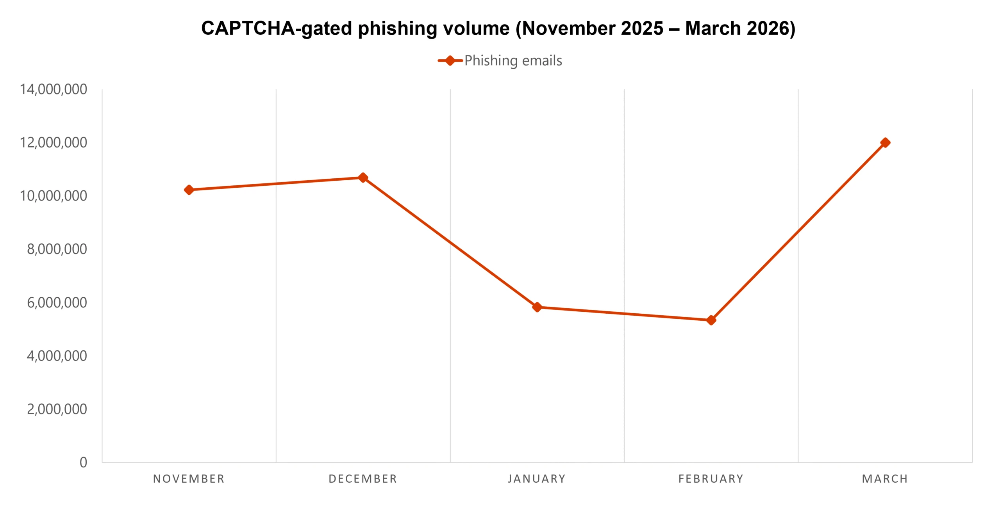 CAPTCHA-gated phishing volume (November 2025 – March 2026)
Phishing emails
14,000,000
12,000,000
10,000,000
8,000,000
6,000,000
4,000,000
2,000,000
0
NOVEMBER
DECEMBER
JANUARY
FEBRUARY
MARCH